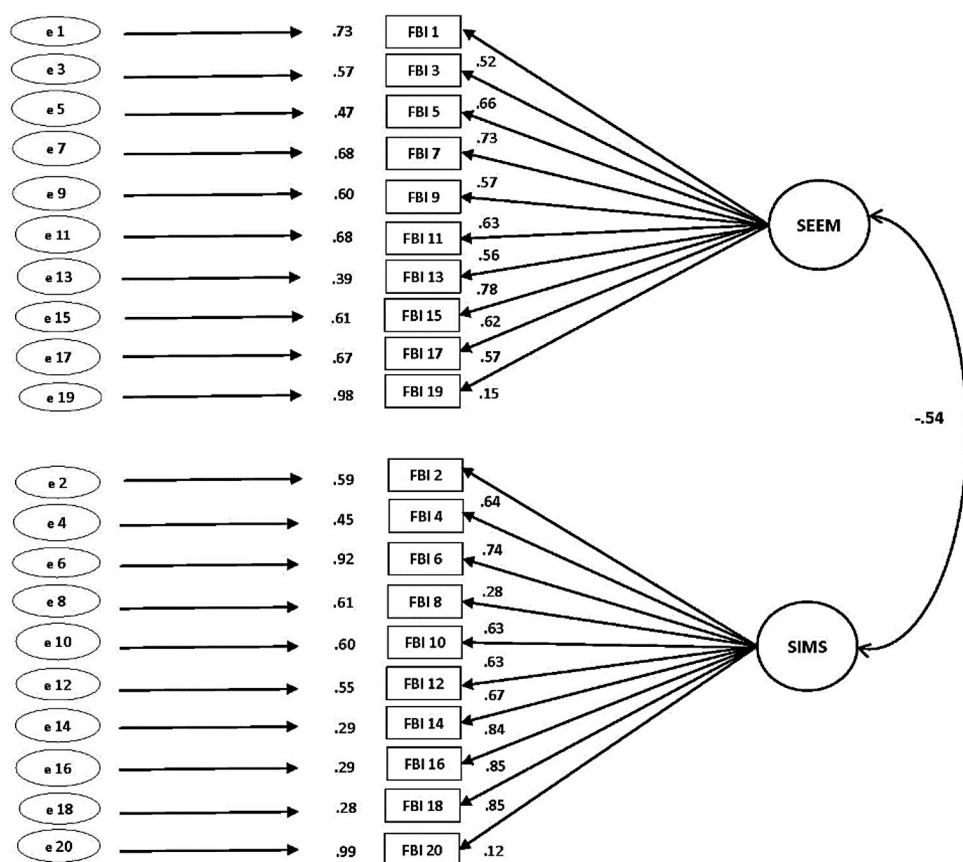 e 1 .73 FBI 1
.52
e 3 .57 FBI 3
.66
e 5 .47 FBI 5
.73
e 7 .68 FBI 7
.57
e 9 .60 FBI 9
SEEM
.63
e 11 .68 FBI 11
.56
e 13 .39 FBI 13
.78
e 15 .61 FBI 15
.62
e 17 .67 FBI 17
.57
e 19 .98 FBI 19 .15
-.54
e 2 .59 FBI 2
.64
e 4 .45 FBI 4
.74
e 6 .92 FBI 6
.28
e 8 .61 FBI 8
.63
e 10 .60 FBI 10
SIMS
.63
e 12 .55 FBI 12
.67
e 14 .29 FBI 14
.84
e 16 .29 FBI 16
.85
e 18 .28 FBI 18
.85
e 20 .99 FBI 20 .12